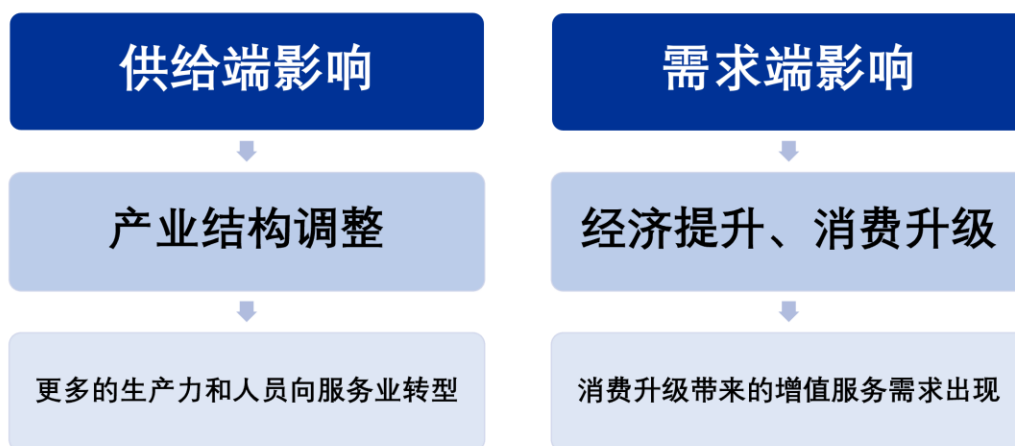 供给端影响
产业结构调整
更多的生产力和人员向服务业转型
需求端影响
经济提升、消费升级
消费升级带来的增值服务需求出现